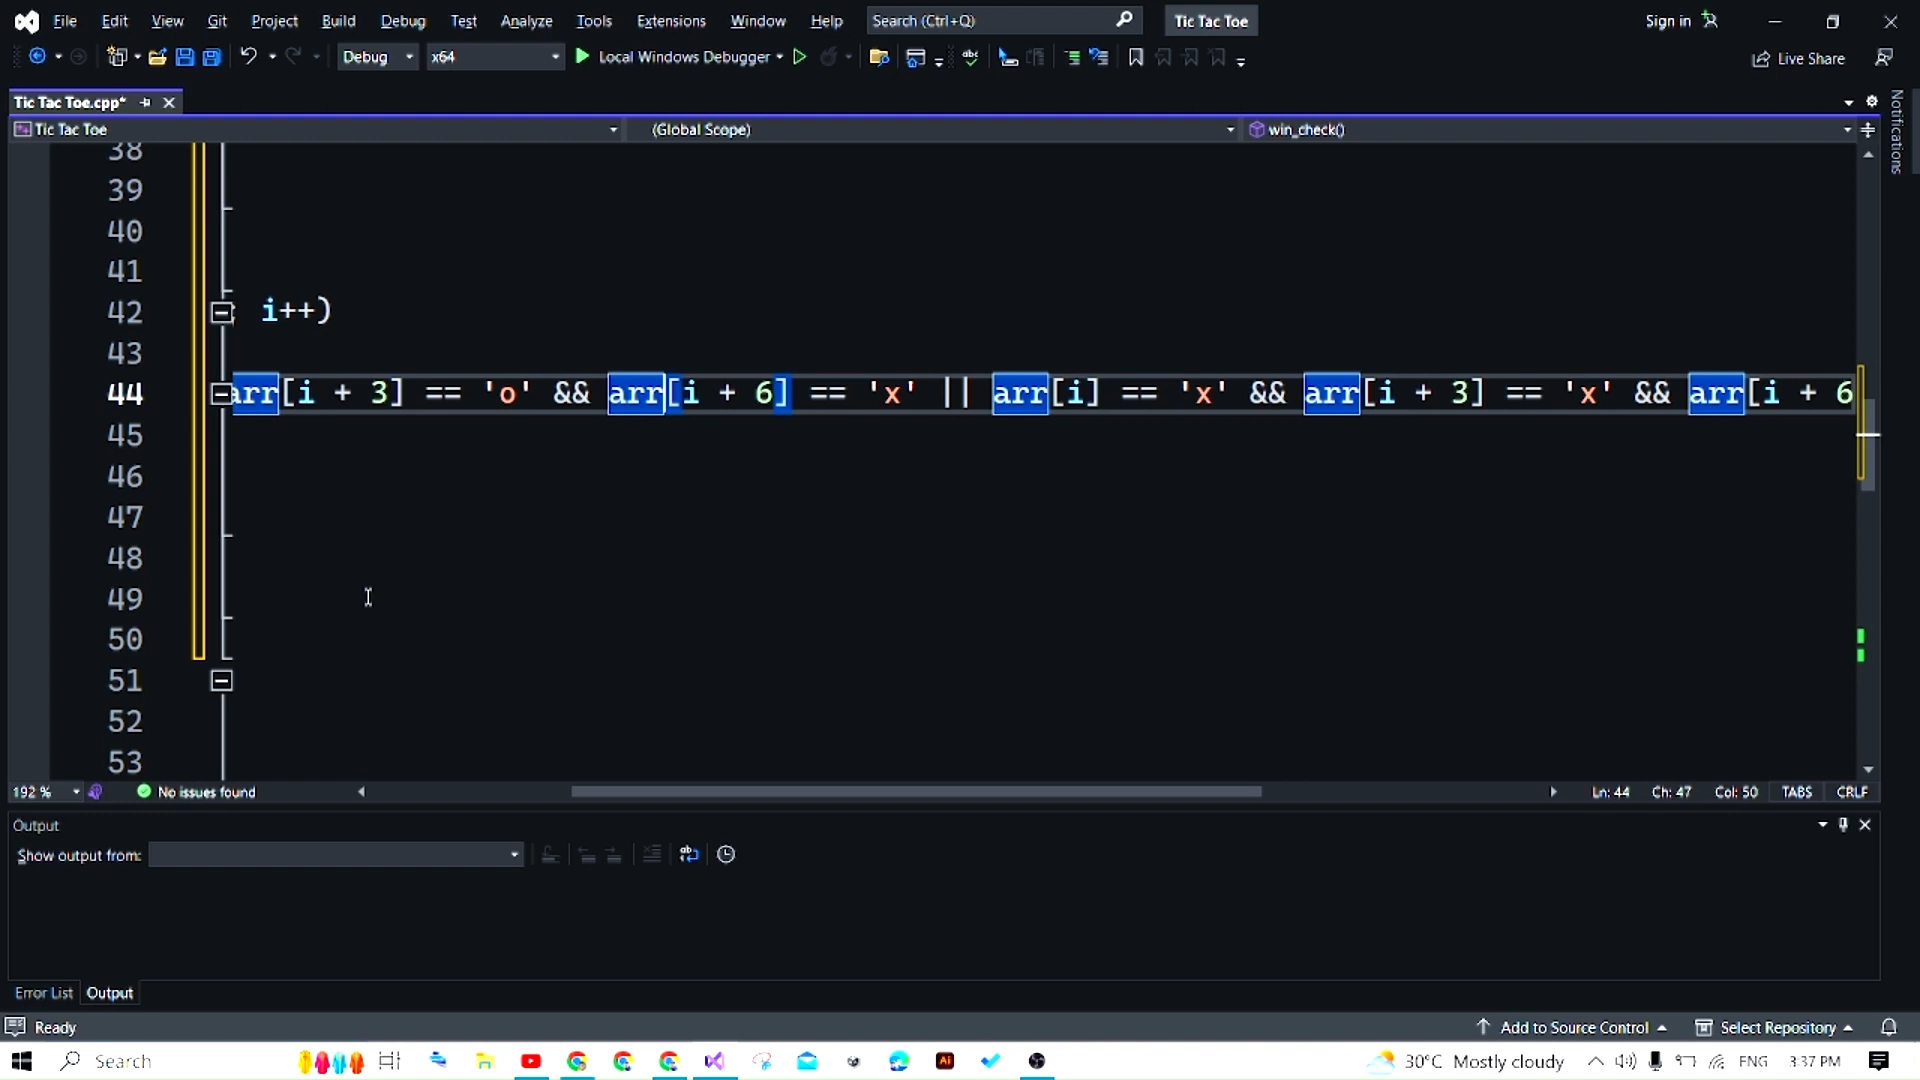 File Edit View Git Project Build Debug Test Analyze Tools Extensions Window Help Search (Ctrl+Q) Tic Tac Toe Sign in
Debug x64 Local Windows Debugger Live Share
Tic Tac Toe.cpp*
Tic Tac Toe (Global Scope) win_check()
Notifications
38
39
40
41
42 ; i++)
43
44 arr[i + 3] == 'o' && arr[i + 6] == 'x' || arr[i] == 'x' && arr[i + 3] == 'x' && arr[i + 6
45
46
47
48
49
50
51
52
53
192 % No issues found Ln: 44 Ch: 47 Col: 50 TABS CRLF
Output
Show output from:
Error List Output
Ready Add to Source Control Select Repository
Search 30°C Mostly cloudy ENG 3:37 PM